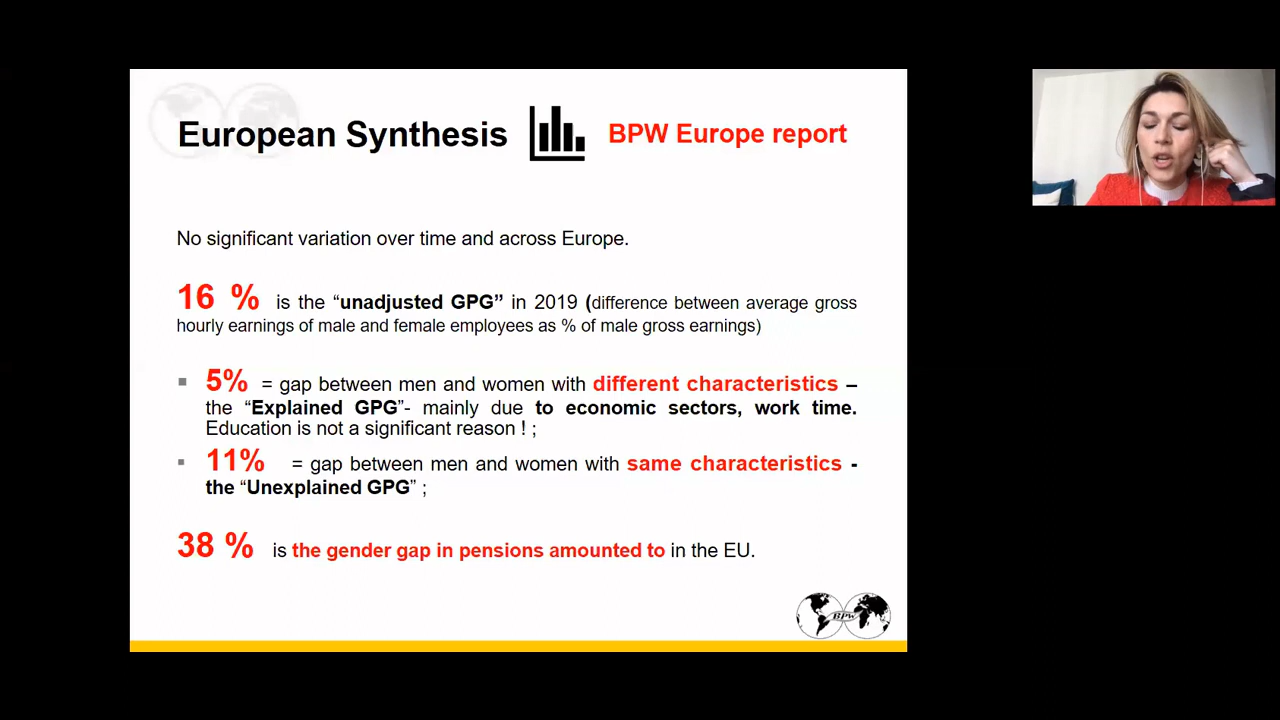 European Synthesis
BPW Europe report
No significant variation over time and across Europe.
16 % is the “unadjusted GPG” in 2019 (difference between average gross
hourly earnings of male and female employees as % of male gross earnings)
▪ 5% = gap between men and women with different characteristics –
the “Explained GPG”- mainly due to economic sectors, work time.
Education is not a significant reason ! ;
▪ 11% = gap between men and women with same characteristics -
the “Unexplained GPG” ;
38 % is the gender gap in pensions amounted to in the EU.
BPW